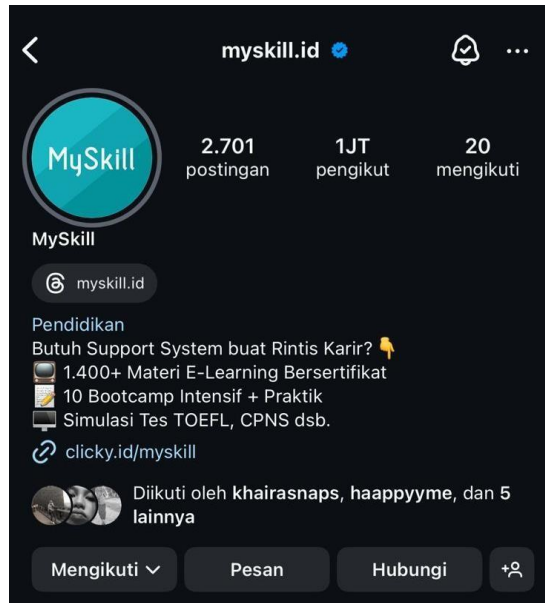 myskill.id
MySkill
2.701
postingan
1JT
pengikut
20
mengikuti
MySkill
myskill.id
Pendidikan
Butuh Support System buat Rintis Karir? 👇
📺 1.400+ Materi E-Learning Bersertifikat
📝 10 Bootcamp Intensif + Praktik
🖥️ Simulasi Tes TOEFL, CPNS dsb.
clicky.id/myskill
Diikuti oleh khairasnaps, haappyyme, dan 5
lainnya
Mengikuti
Pesan
Hubungi